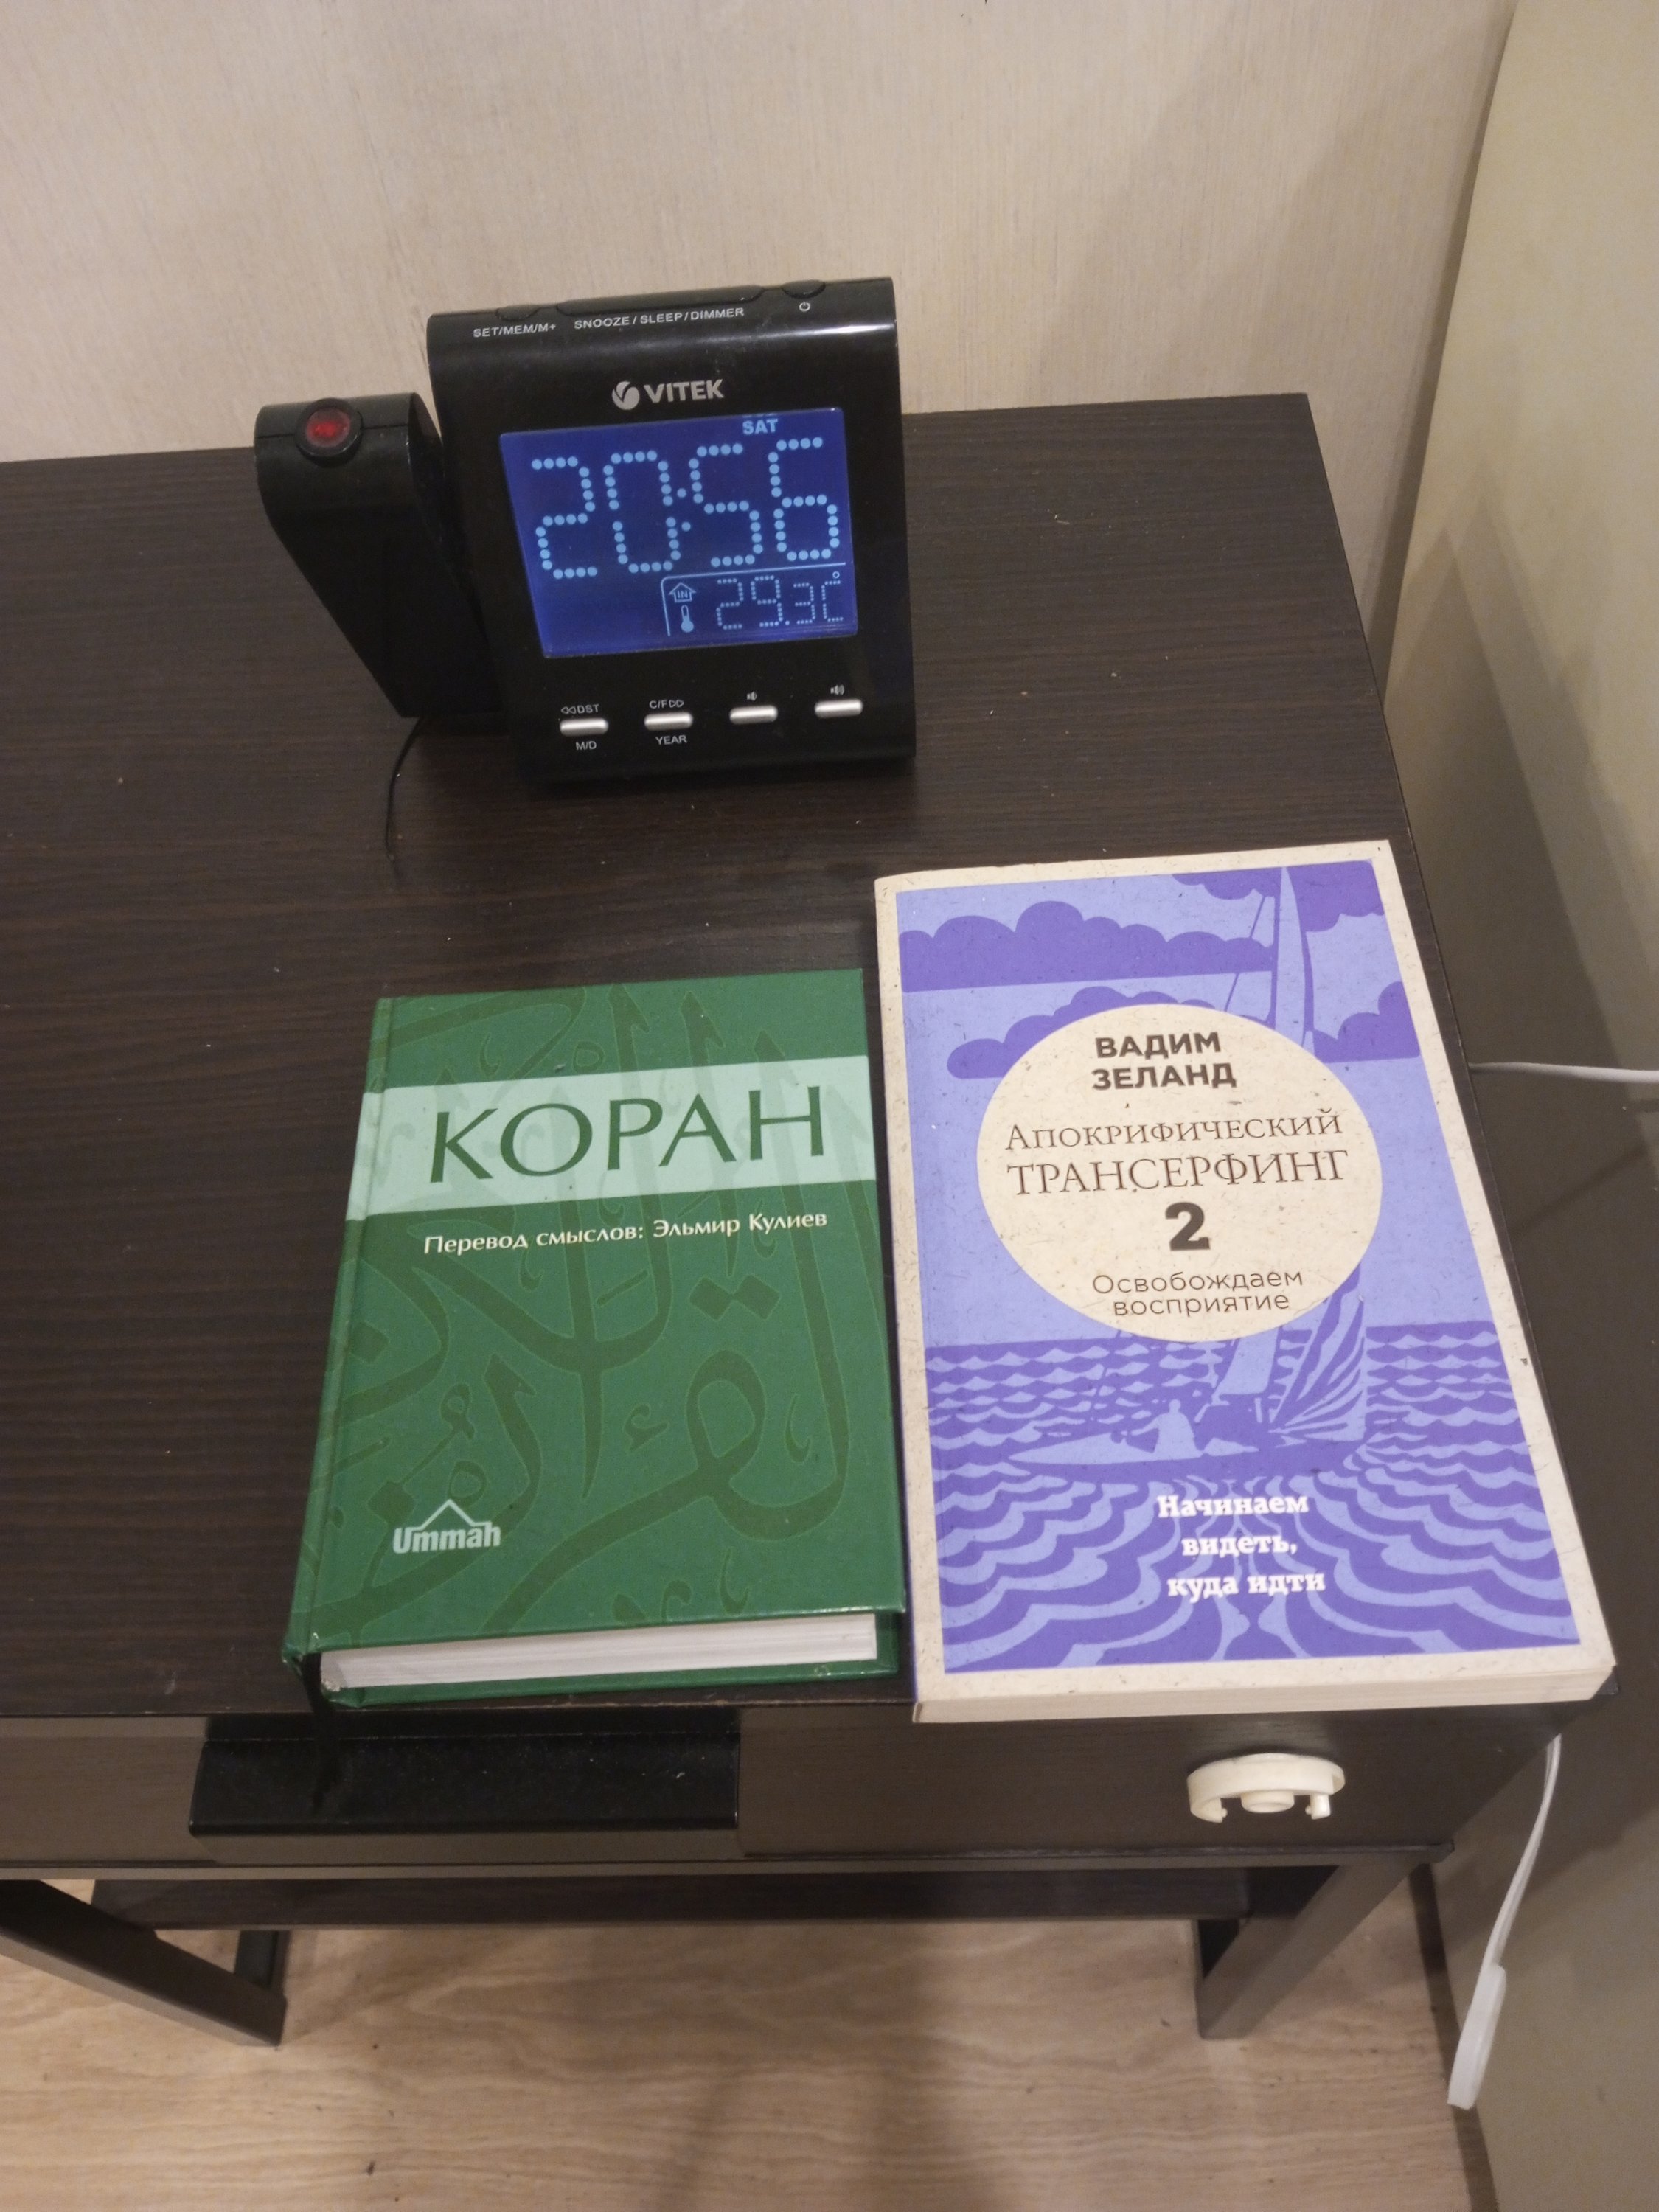 SET/MEM/M+ SNOOZE/SLEEP/DIMMER
VITEK
SAT
20:56
IN 29.3°C
DST C/F
M/D YEAR
КОРАН
Перевод смыслов: Эльмир Кулиев
Ummah
ВАДИМ
ЗЕЛАНД
АПОКРИФИЧЕСКИЙ
ТРАНСЕРФИНГ
2
Освобождаем
восприятие
Начинаем
видеть,
куда идти